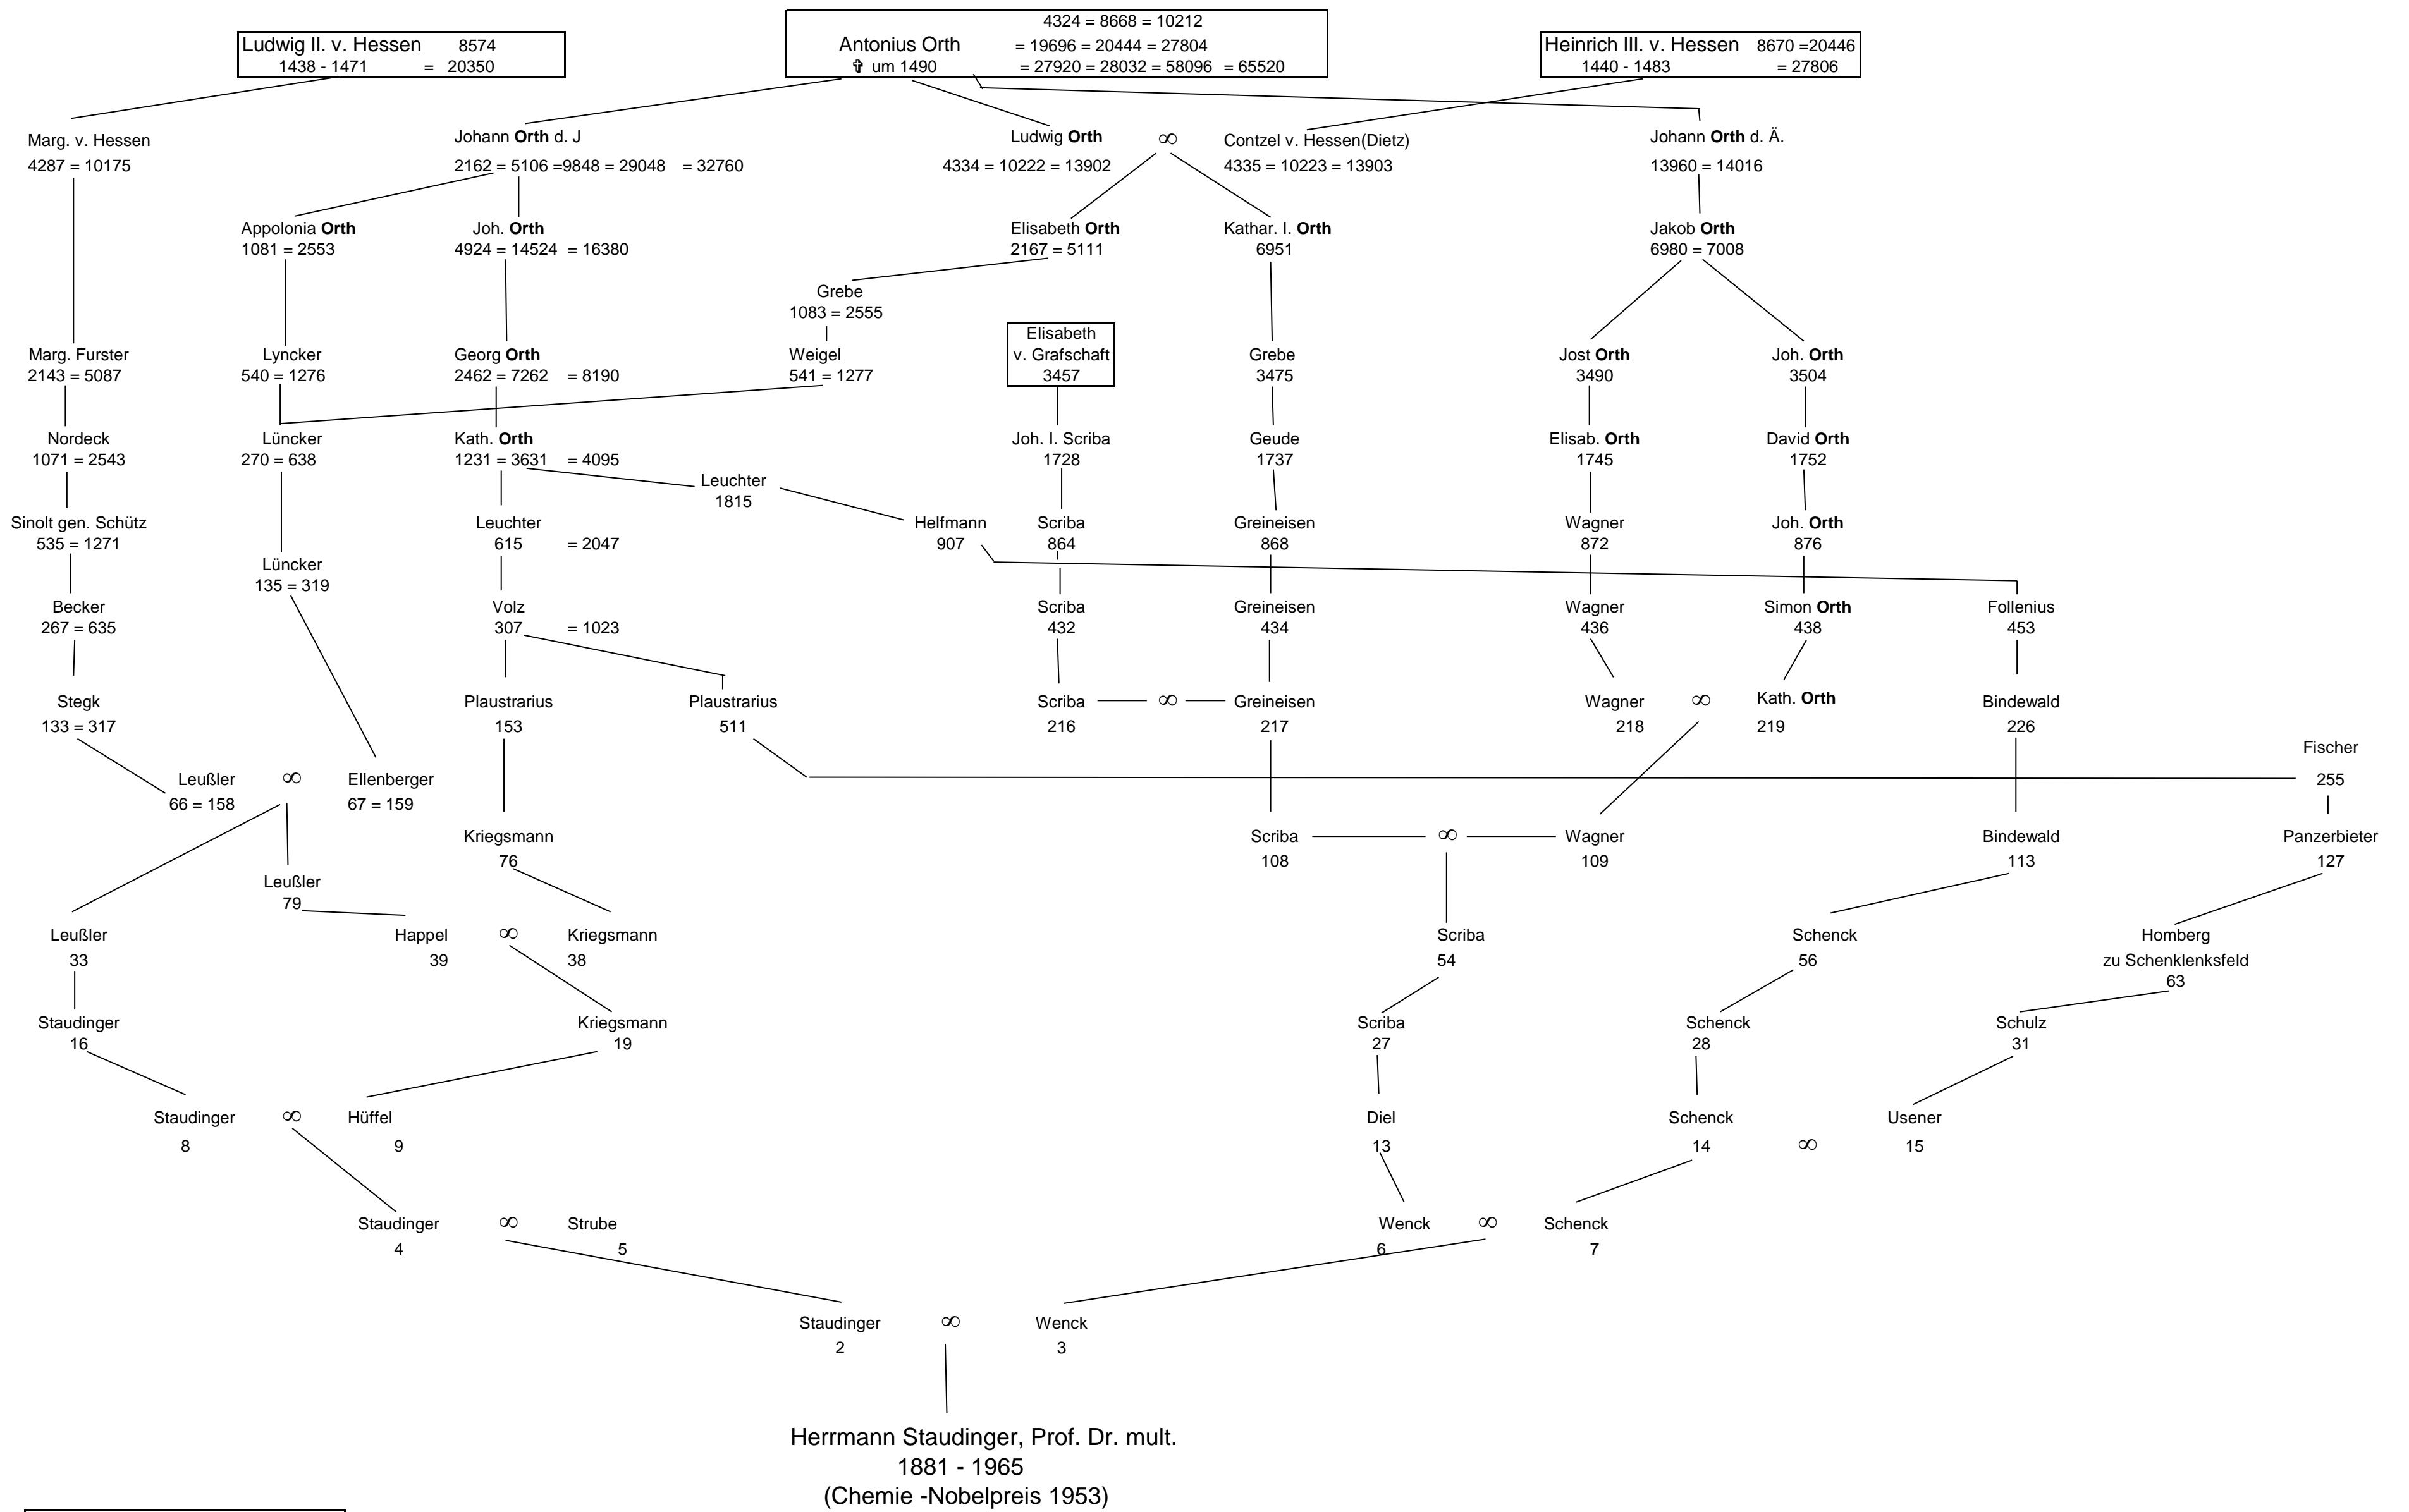 4324 = 8668 = 10212
Ludwig II. v. Hessen 8574
Antonius Orth = 19696 = 20444 = 27804
Heinrich III. v. Hessen 8670 =20446
1438 - 1471 = 20350
✞ um 1490 = 27920 = 28032 = 58096 = 65520
1440 - 1483 = 27806
Marg. v. Hessen
Johann Orth d. J
Ludwig Orth
∞
Contzel v. Hessen(Dietz)
Johann Orth d. Ä.
4287 = 10175
2162 = 5106 =9848 = 29048 = 32760
4334 = 10222 = 13902
4335 = 10223 = 13903
13960 = 14016
Appolonia Orth
Joh. Orth
Elisabeth Orth
Kathar. I. Orth
Jakob Orth
1081 = 2553
4924 = 14524 = 16380
2167 = 5111
6951
6980 = 7008
Grebe
1083 = 2555
Elisabeth
Marg. Furster
Lyncker
Georg Orth
Weigel
v. Grafschaft
Grebe
Jost Orth
Joh. Orth
2143 = 5087
540 = 1276
2462 = 7262 = 8190
541 = 1277
3457
3475
3490
3504
Nordeck
Lüncker
Kath. Orth
Joh. I. Scriba
Geude
Elisab. Orth
David Orth
1071 = 2543
270 = 638
1231 = 3631 = 4095
1728
1737
1745
1752
Leuchter
1815
Sinolt gen. Schütz
Leuchter
Helfmann
Scriba
Greineisen
Wagner
Joh. Orth
535 = 1271
615 = 2047
907
864
868
872
876
Lüncker
135 = 319
Becker
Volz
Scriba
Greineisen
Wagner
Simon Orth
Follenius
267 = 635
307 = 1023
432
434
436
438
453
Stegk
Plaustrarius
Plaustrarius
Scriba
∞
Greineisen
Wagner
∞
Kath. Orth
Bindewald
133 = 317
153
511
216
217
218
219
226
Fischer
255
Leußler
∞
Ellenberger
66 = 158
67 = 159
Kriegsmann
Scriba
∞
Wagner
Bindewald
Panzerbieter
76
108
109
113
127
Leußler
79
Leußler
Happel
∞
Kriegsmann
Scriba
Schenck
Homberg
33
39
38
54
56
zu Schenklenksfeld
63
Staudinger
Kriegsmann
Scriba
Schenck
Schulz
16
19
27
28
31
Staudinger
∞
Hüffel
Diel
Schenck
Usener
8
9
13
14
∞
15
Staudinger
∞
Strube
Wenck
∞
Schenck
4
5
6
7
Staudinger
∞
Wenck
2
3
Herrmann Staudinger, Prof. Dr. mult.
1881 - 1965
(Chemie -Nobelpreis 1953)